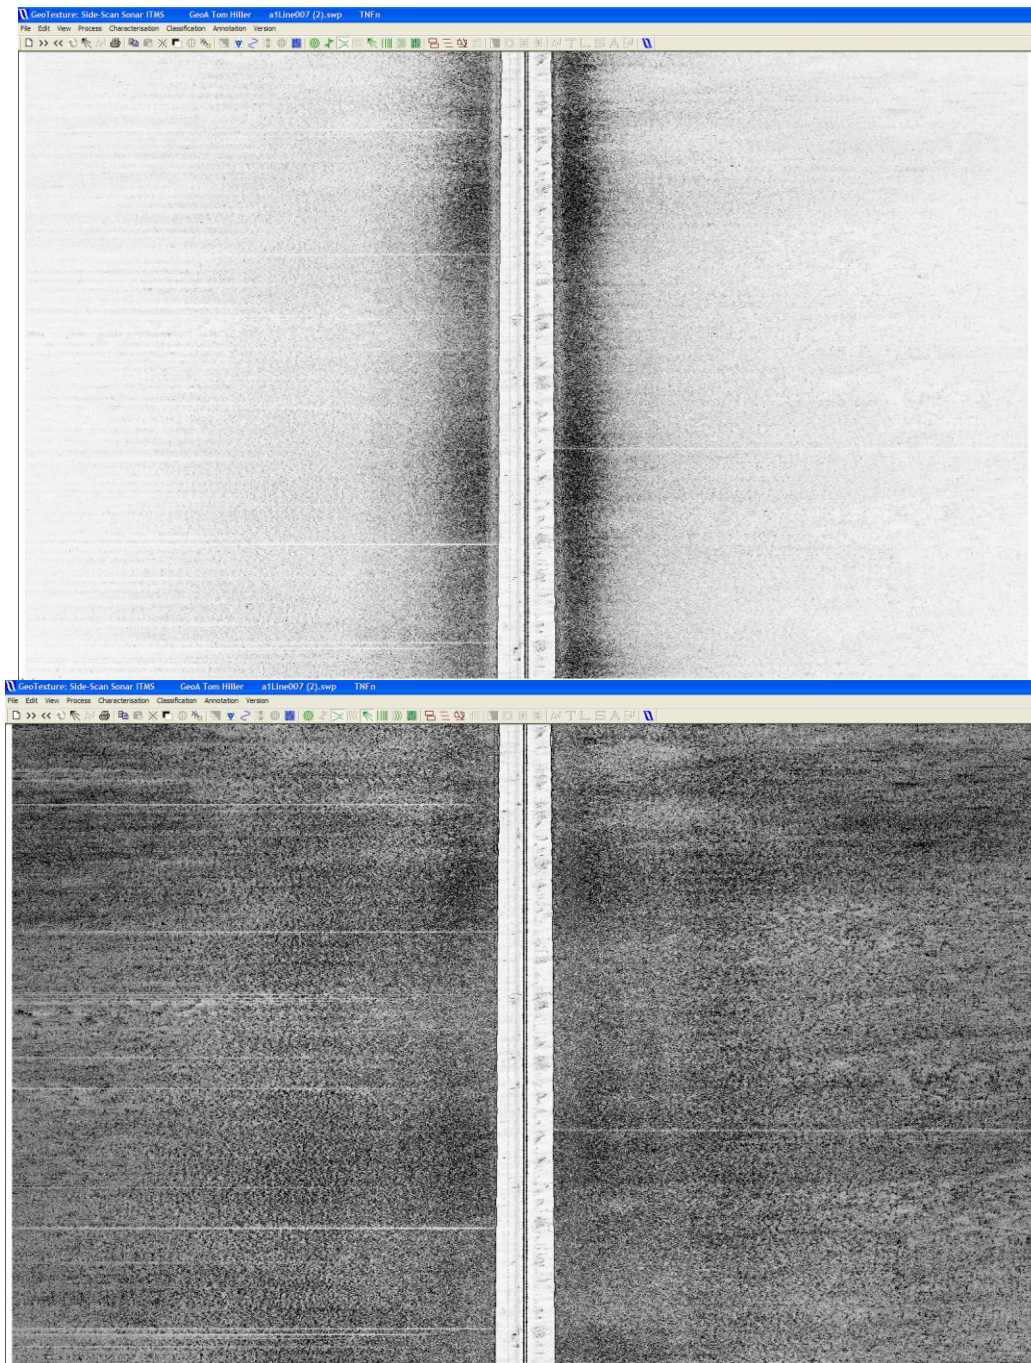 GeoTexture: Side-Scan Sonar ITMS GeoA Tom Hiller a1Line007 (2).swp TNFn
File Edit View Process Characterisation Classification Annotation Version
GeoTexture: Side-Scan Sonar ITMS GeoA Tom Hiller a1Line007 (2).swp TNFn
File Edit View Process Characterisation Classification Annotation Version